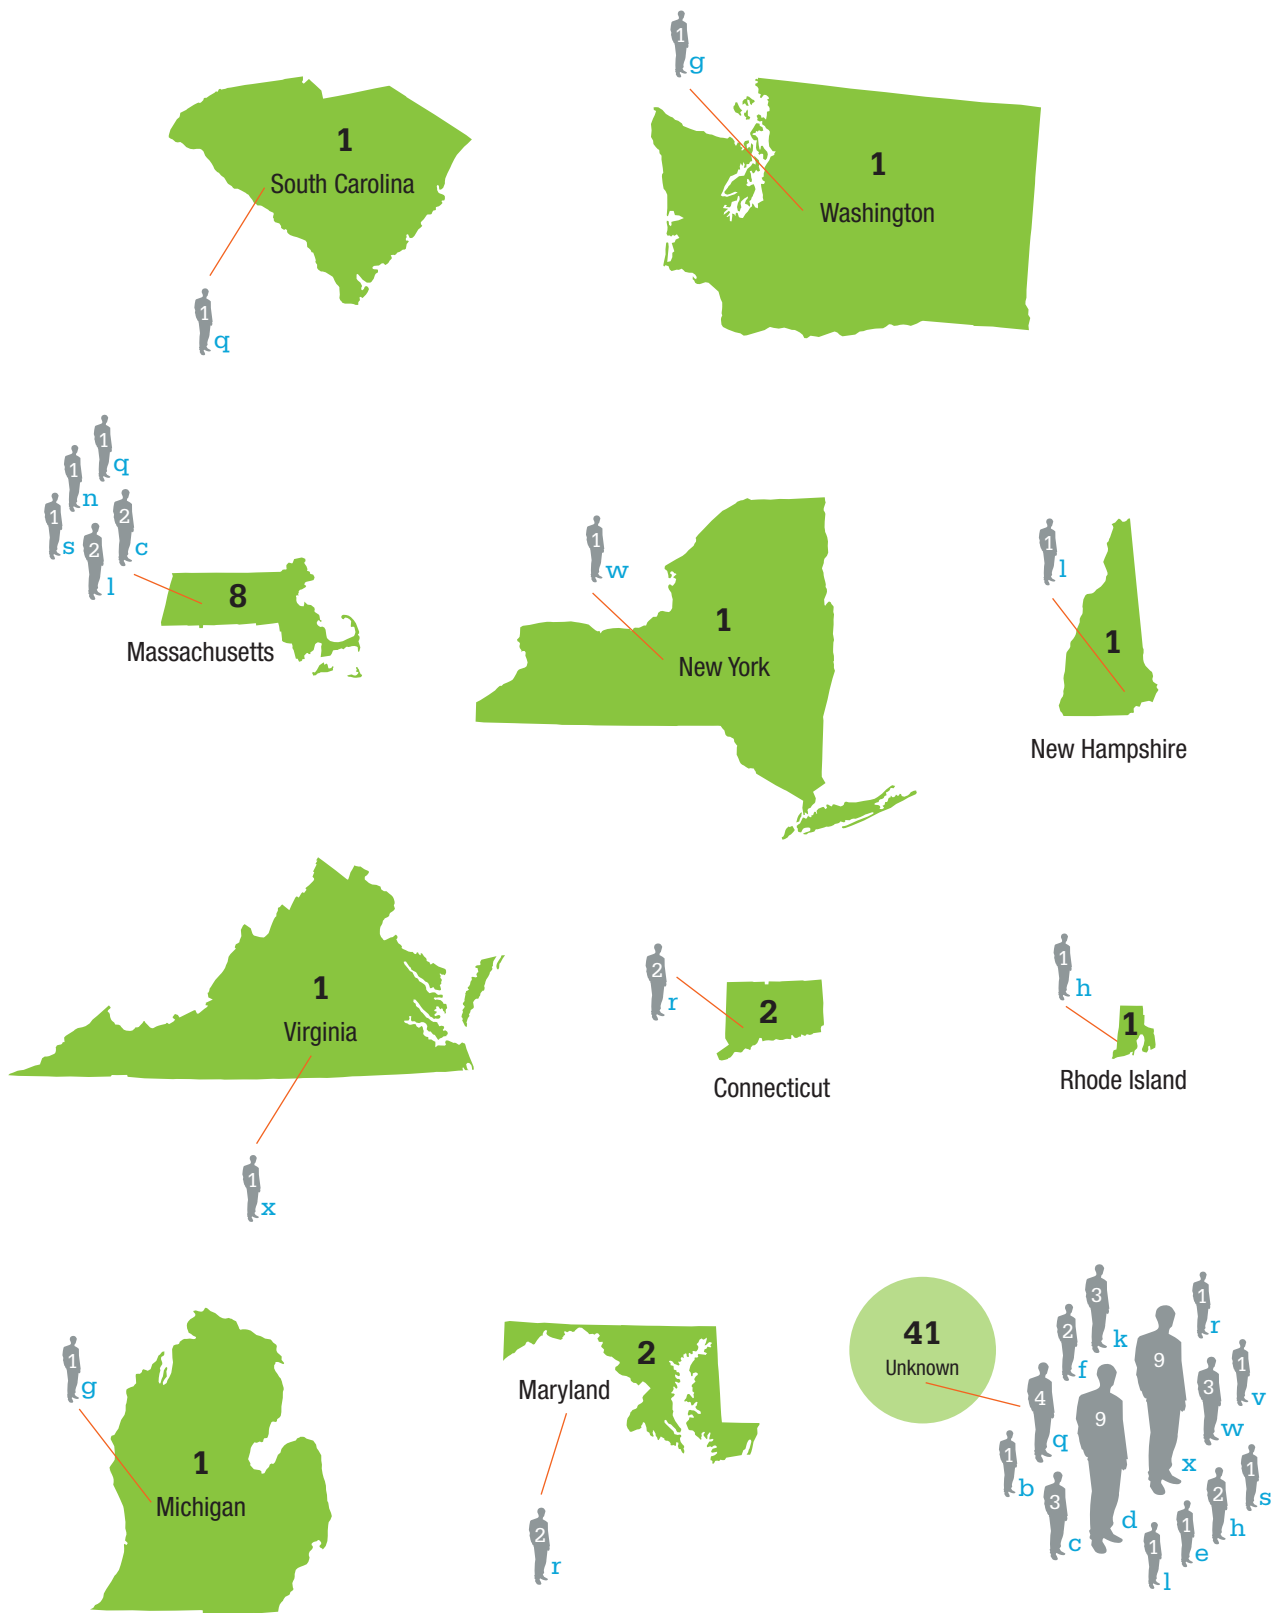 1
g
1
South Carolina
1
Washington
1
q
1
q
1
n
1
s
2
c
2
l
8
Massachusetts
1
w
1
New York
1
l
1
New Hampshire
1
Virginia
1
x
2
r
2
Connecticut
1
h
1
Rhode Island
1
g
1
Michigan
2
Maryland
2
r
41
Unknown
3
k
1
r
2
f
9
x
1
v
4
q
9
d
3
w
1
b
3
c
1
s
2
h
1
e
1
l